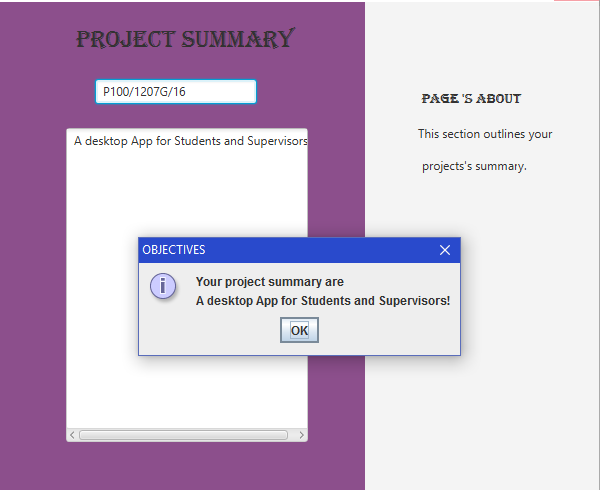 PROJECT SUMMARY
P100/1207G/16
A desktop App for Students and Supervisors
PAGE 'S ABOUT
This section outlines your
projects's summary.
OBJECTIVES
Your project summary are
A desktop App for Students and Supervisors!
OK